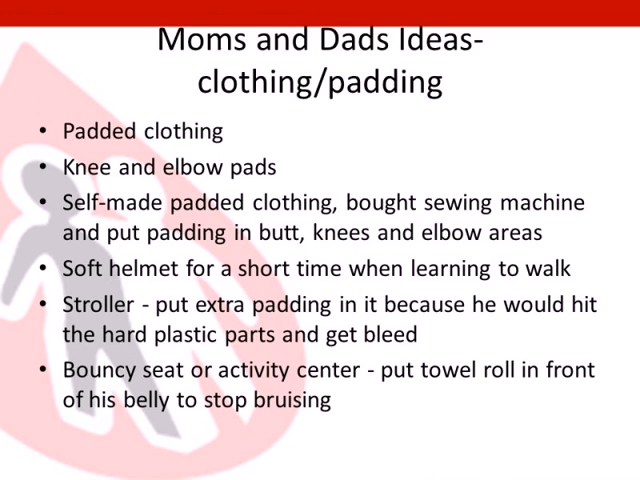 Moms and Dads Ideas-
clothing/padding
• Padded clothing
• Knee and elbow pads
• Self-made padded clothing, bought sewing machine
and put padding in butt, knees and elbow areas
• Soft helmet for a short time when learning to walk
• Stroller - put extra padding in it because he would hit
the hard plastic parts and get bleed
• Bouncy seat or activity center - put towel roll in front
of his belly to stop bruising